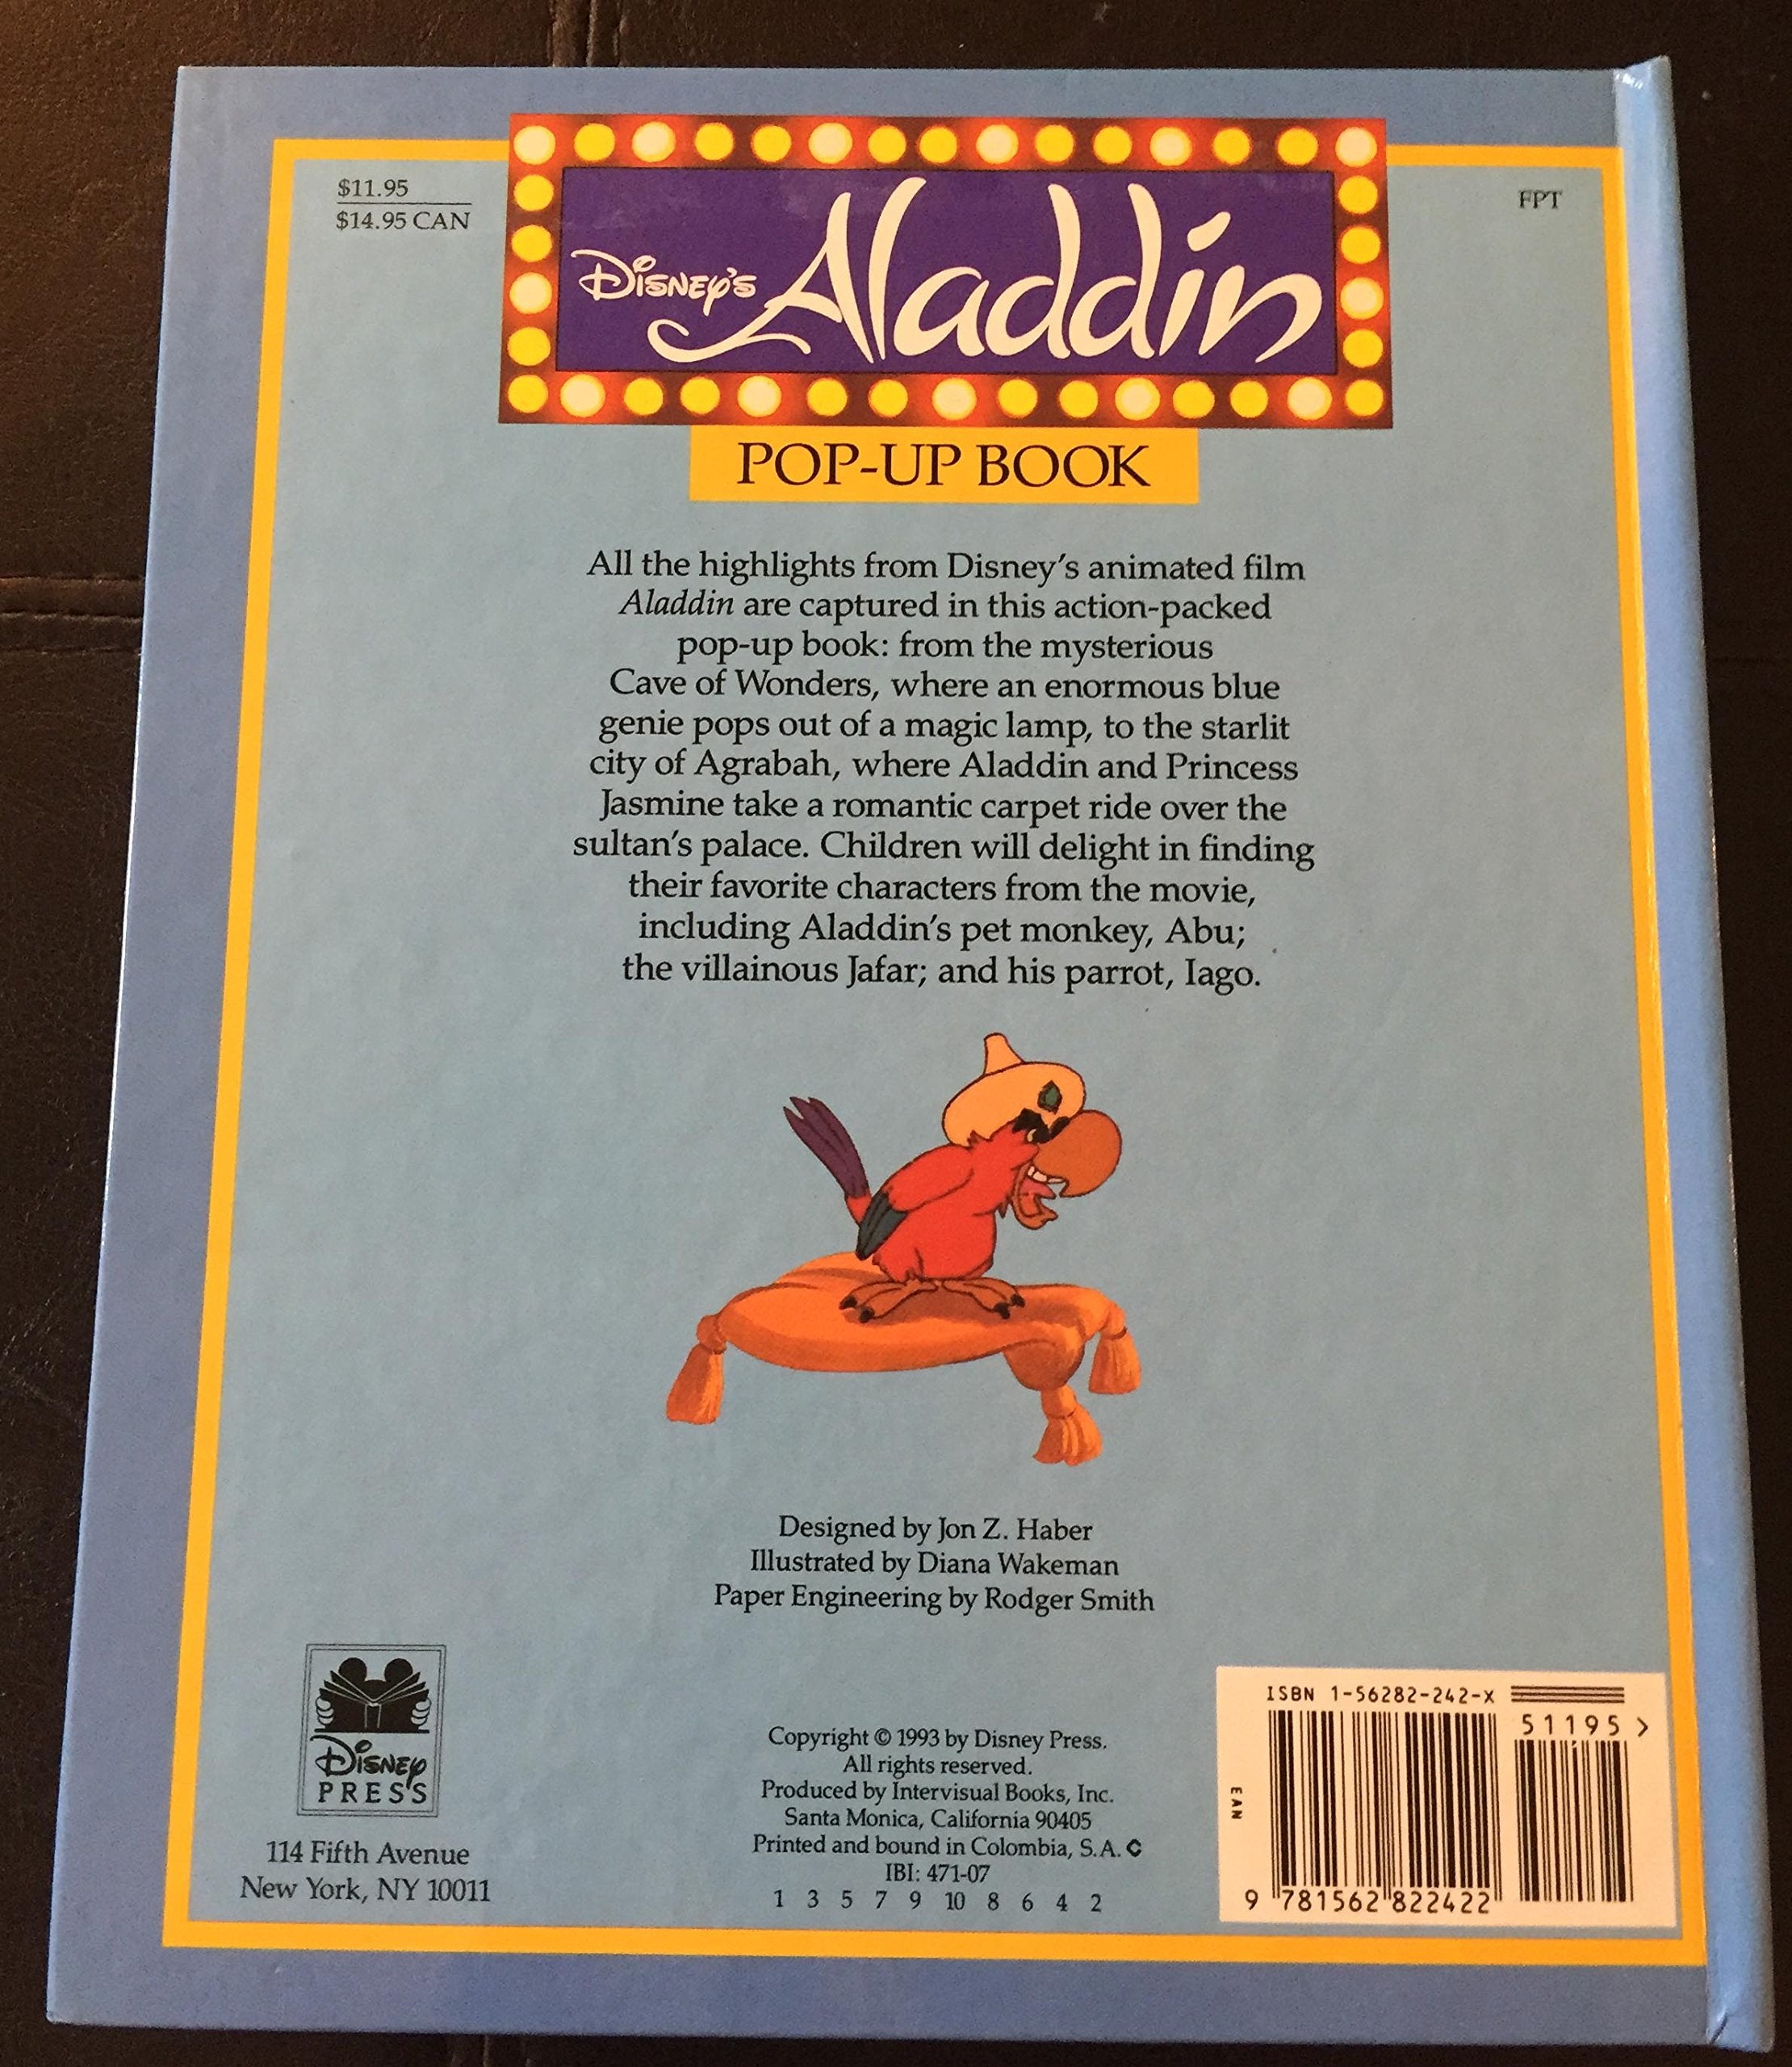 $11.95
$14.95 CAN
FPT
DISNEY'S Aladdin
POP-UP BOOK
All the highlights from Disney's animated film
Aladdin are captured in this action-packed
pop-up book: from the mysterious
Cave of Wonders, where an enormous blue
genie pops out of a magic lamp, to the starlit
city of Agrabah, where Aladdin and Princess
Jasmine take a romantic carpet ride over the
sultan's palace. Children will delight in finding
their favorite characters from the movie,
including Aladdin's pet monkey, Abu;
the villainous Jafar; and his parrot, Iago.
Designed by Jon Z. Haber
Illustrated by Diana Wakeman
Paper Engineering by Rodger Smith
DISNEY
PRESS
114 Fifth Avenue
New York, NY 10011
Copyright © 1993 by Disney Press.
All rights reserved.
Produced by Intervisual Books, Inc.
Santa Monica, California 90405
Printed and bound in Colombia, S.A. C
IBI: 471-07
1 3 5 7 9 10 8 6 4 2
ISBN 1-56282-242-X
51195 >
EAN
9 781562 822422